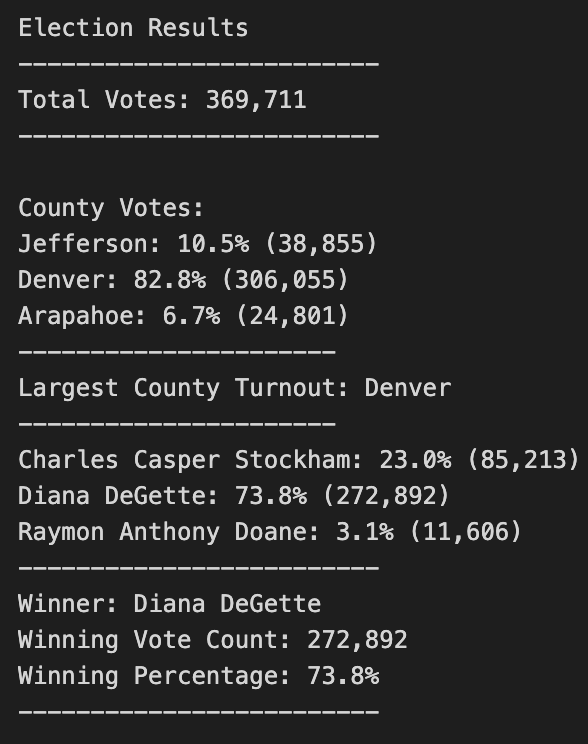 Election Results
-------------------------
Total Votes: 369,711
-------------------------
County Votes:
Jefferson: 10.5% (38,855)
Denver: 82.8% (306,055)
Arapahoe: 6.7% (24,801)
----------------------
Largest County Turnout: Denver
----------------------
Charles Casper Stockham: 23.0% (85,213)
Diana DeGette: 73.8% (272,892)
Raymon Anthony Doane: 3.1% (11,606)
-------------------------
Winner: Diana DeGette
Winning Vote Count: 272,892
Winning Percentage: 73.8%
-------------------------